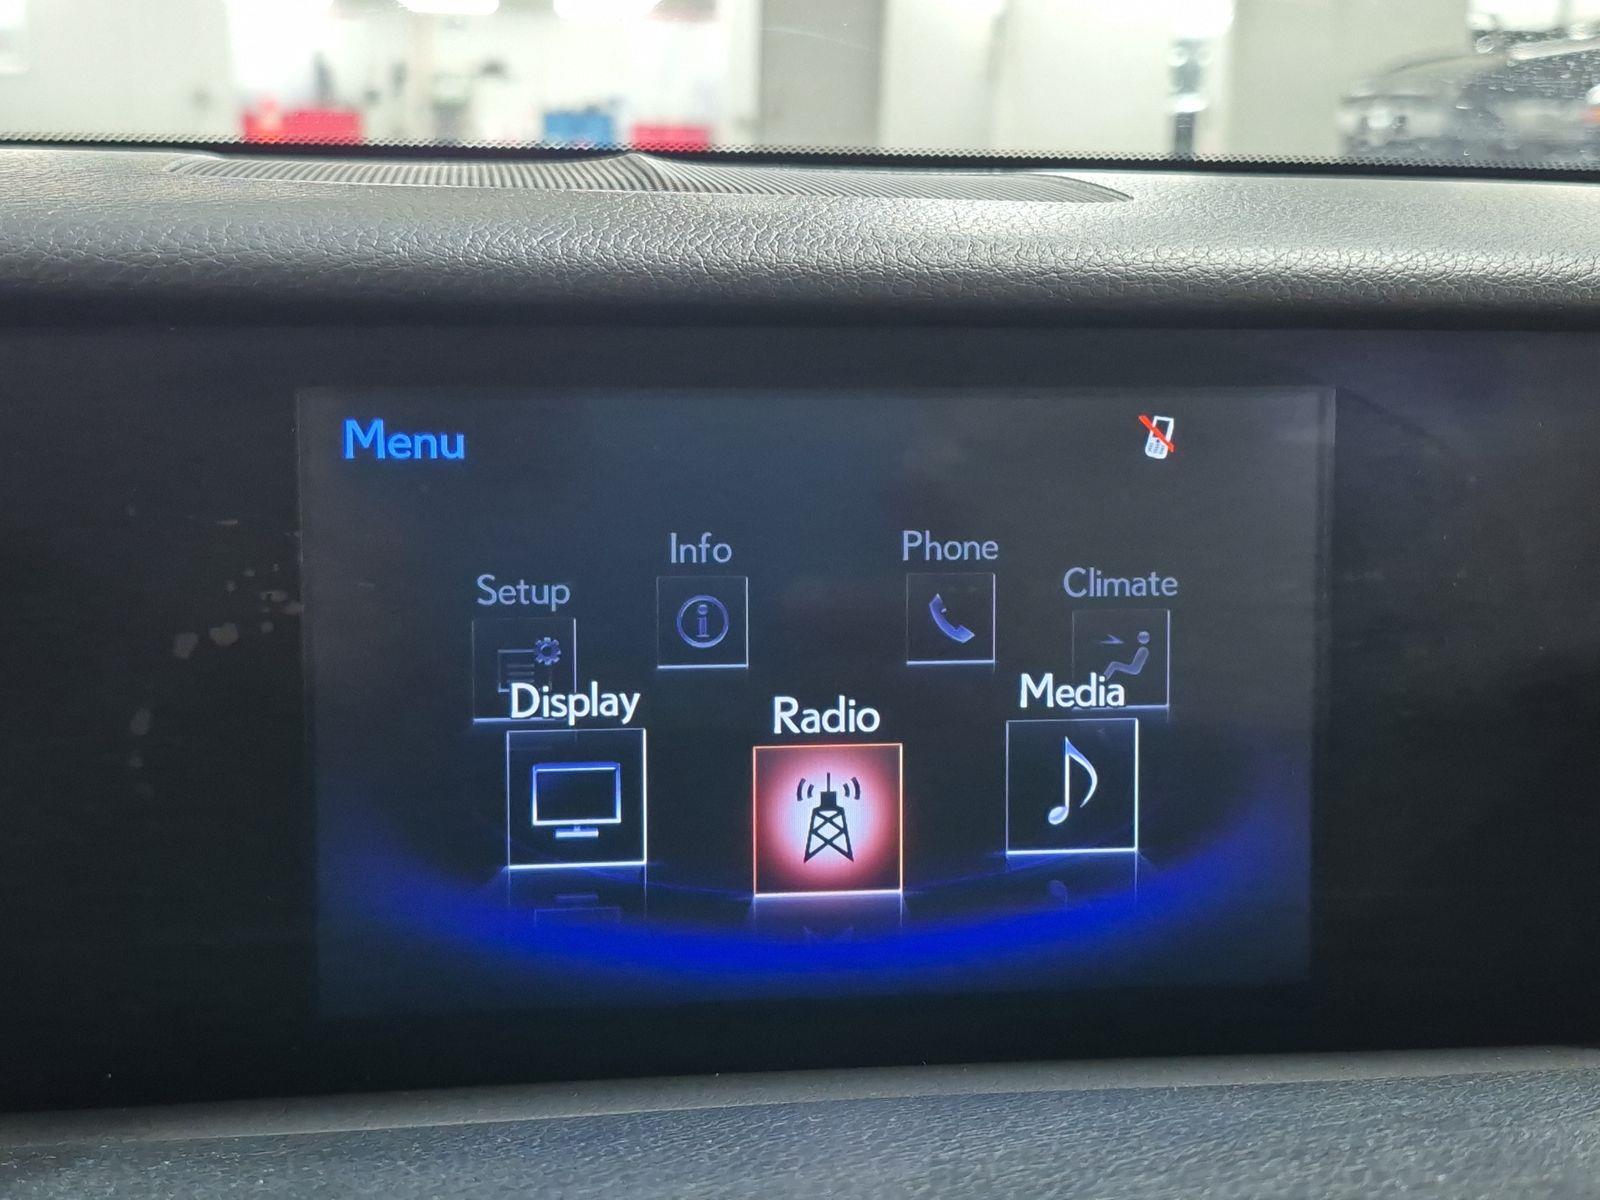 Menu
Info
Phone
Setup
Climate
Display
Radio
Media